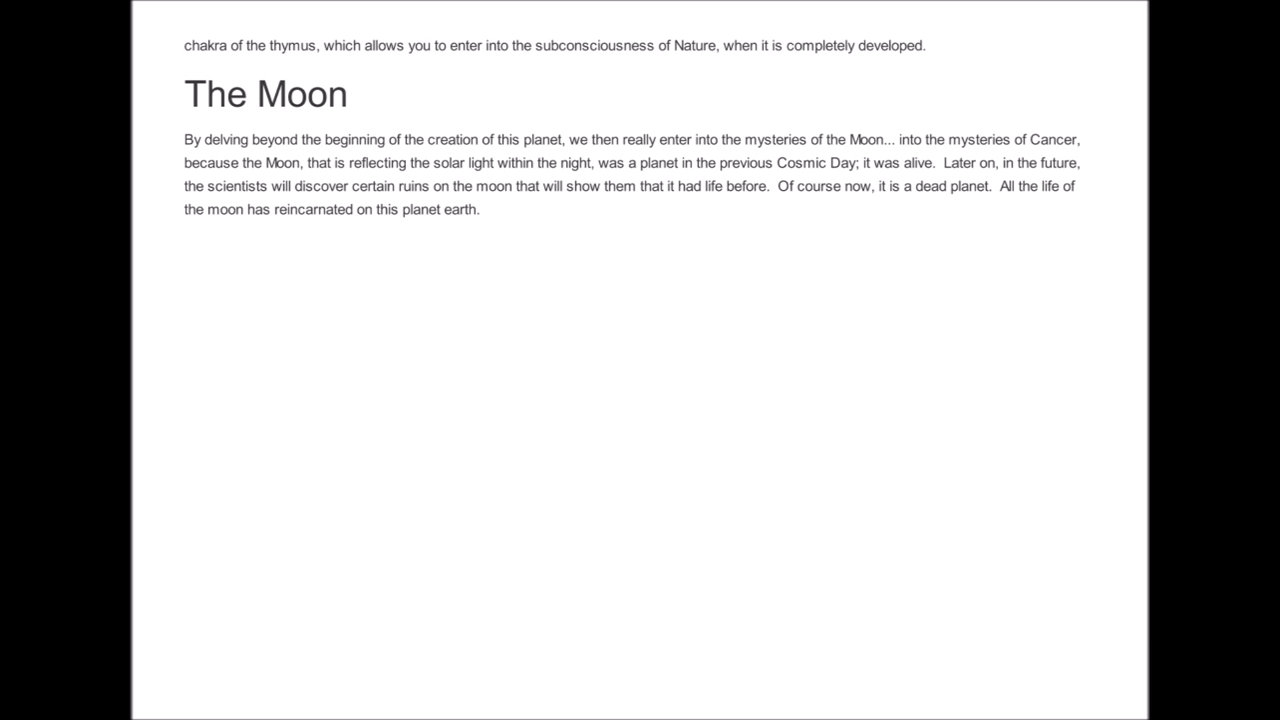 chakra of the thymus, which allows you to enter into the subconsciousness of Nature, when it is completely developed.
The Moon
By delving beyond the beginning of the creation of this planet, we then really enter into the mysteries of the Moon... into the mysteries of Cancer,
because the Moon, that is reflecting the solar light within the night, was a planet in the previous Cosmic Day; it was alive.  Later on, in the future,
the scientists will discover certain ruins on the moon that will show them that it had life before.  Of course now, it is a dead planet.  All the life of
the moon has reincarnated on this planet earth.